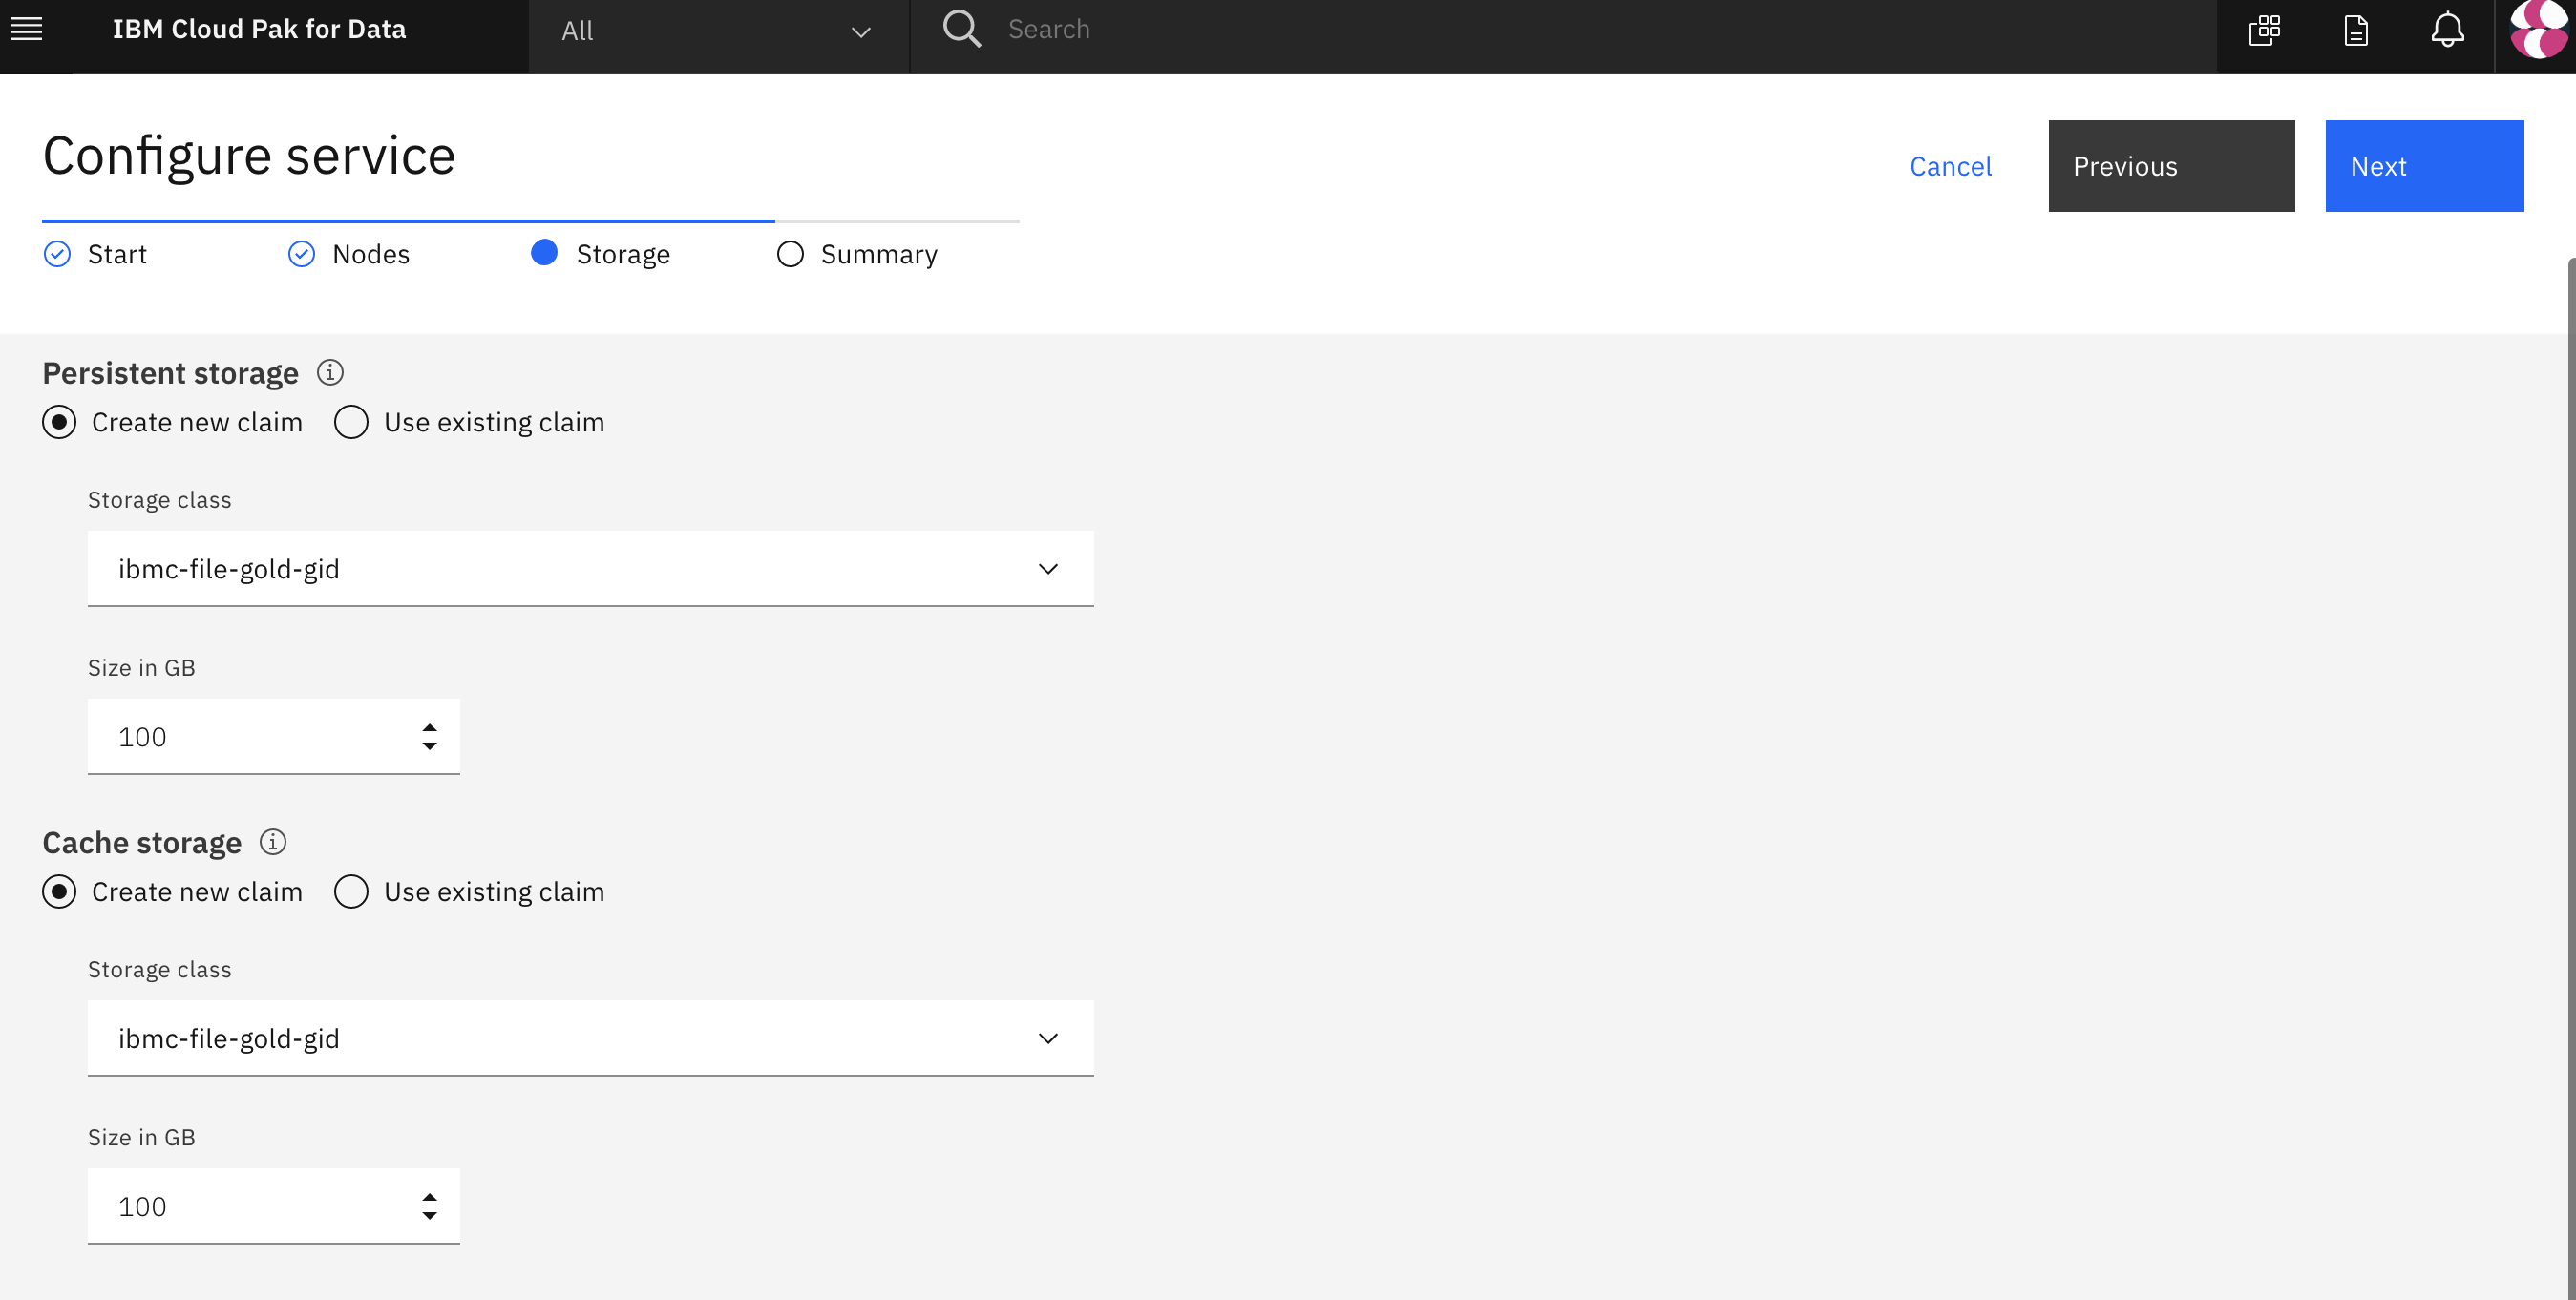 IBM Cloud Pak for Data All Search
Configure service
Cancel Previous Next
Start Nodes Storage Summary
Persistent storage
Create new claim Use existing claim
Storage class
ibmc-file-gold-gid
Size in GB
100
Cache storage
Create new claim Use existing claim
Storage class
ibmc-file-gold-gid
Size in GB
100